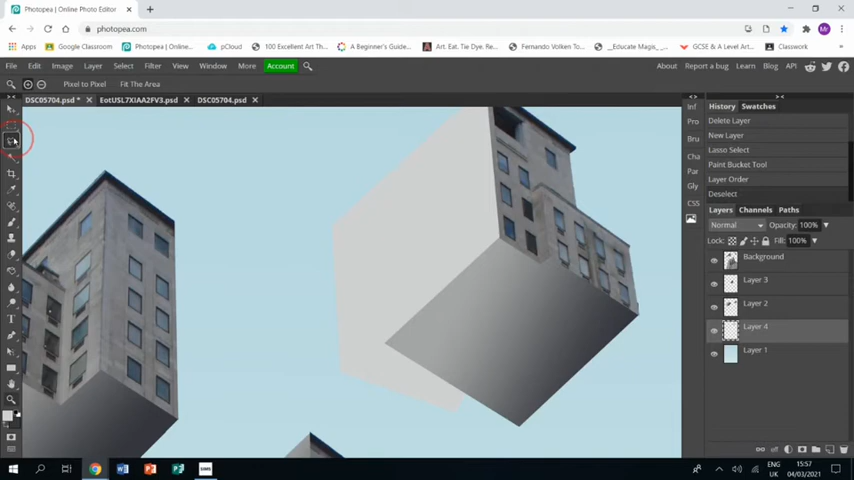 Photopea | Online Photo Editor
photopea.com
Mr
Apps
Google Classroom
Photopea | Onlin...
pCloud
100 Excellent Art T...
A Beginner's Guide...
Art. Eat. Tie Dye. Re...
Fernando Volken To...
__Educate Magis_...
GCSE & A Level Art...
Classwork
File Edit Image Layer Select Filter View Window More Account
About Report a bug Learn Blog API
Pixel to Pixel Fit The Area
DSC05704.psd *
EotUSL7XIAA2FV3.psd
DSC05704.psd
Inf
Pro
Bru
Cha
Par
Gly
CSS
History Swatches
Delete Layer
New Layer
Lasso Select
Paint Bucket Tool
Layer Order
Deselect
Layers Channels Paths
Normal Opacity: 100%
Lock: Fill: 100%
Background
Layer 3
Layer 2
Layer 4
Layer 1
ENG
UK
15:57
04/03/2021